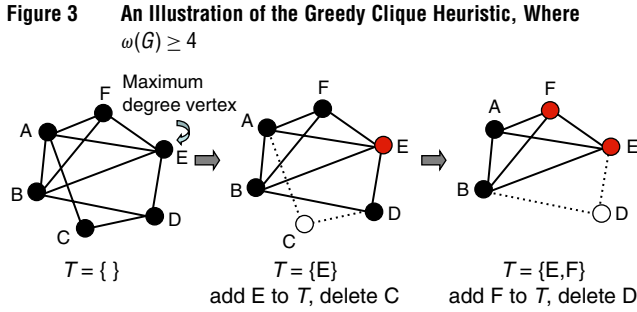 Figure 3 An Illustration of the Greedy Clique Heuristic, Where
ω(G) ≥ 4
Maximum
degree vertex
F
A
E
B
D
C
F
A
E
B
D
C
F
A
E
B
D
T = { }
T = {E}
add E to T, delete C
T = {E,F}
add F to T, delete D